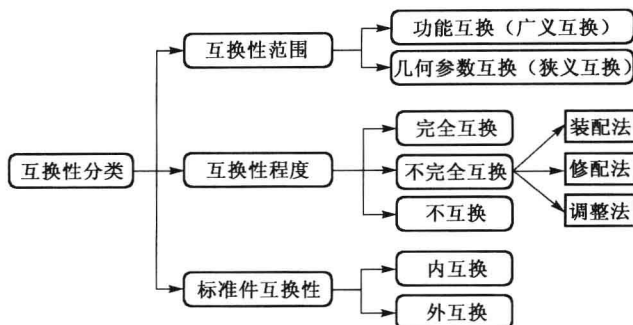 互换性分类
互换性范围
功能互换（广义互换）
几何参数互换（狭义互换）
互换性程度
完全互换
不完全互换
装配法
修配法
调整法
不互换
标准件互换性
内互换
外互换